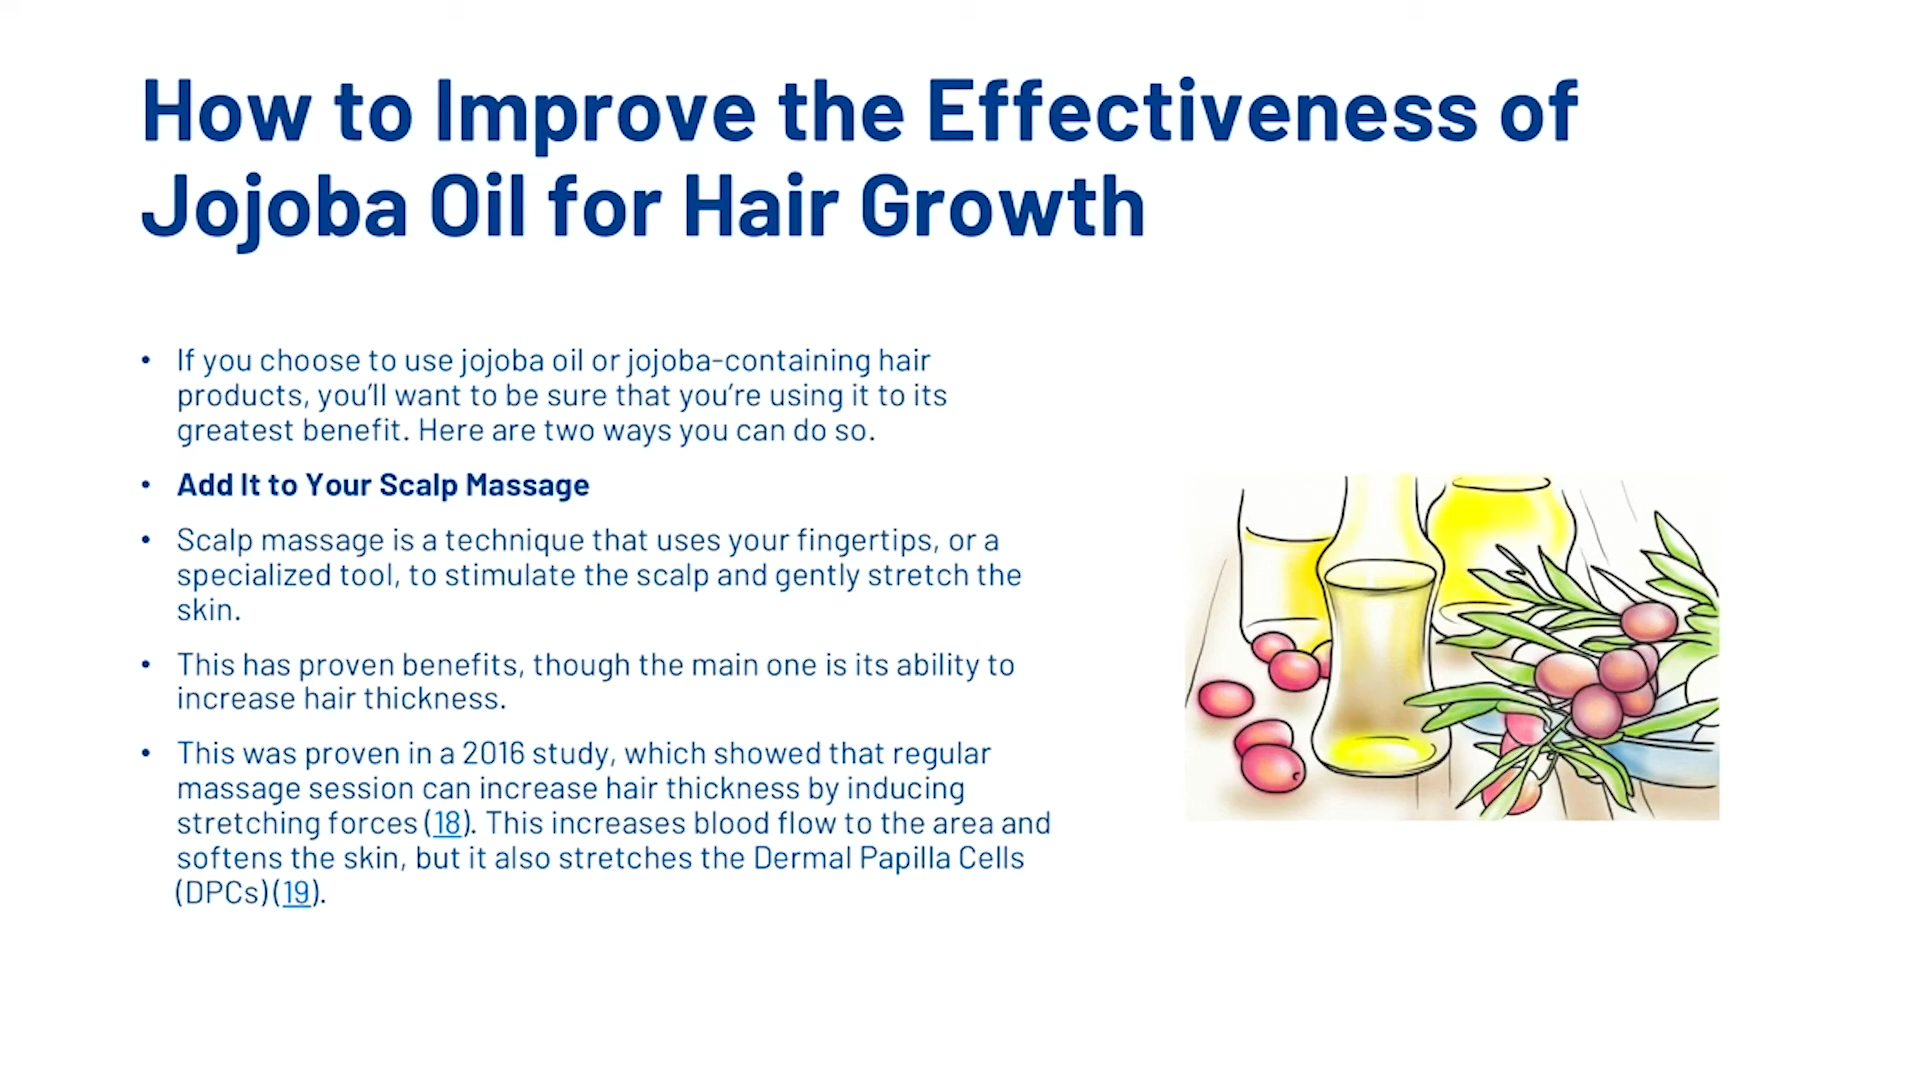 How to Improve the Effectiveness of
Jojoba Oil for Hair Growth
• If you choose to use jojoba oil or jojoba-containing hair
products, you'll want to be sure that you're using it to its
greatest benefit. Here are two ways you can do so.
• Add It to Your Scalp Massage
• Scalp massage is a technique that uses your fingertips, or a
specialized tool, to stimulate the scalp and gently stretch the
skin.
• This has proven benefits, though the main one is its ability to
increase hair thickness.
• This was proven in a 2016 study, which showed that regular
massage session can increase hair thickness by inducing
stretching forces (18). This increases blood flow to the area and
softens the skin, but it also stretches the Dermal Papilla Cells
(DPCs)(19).